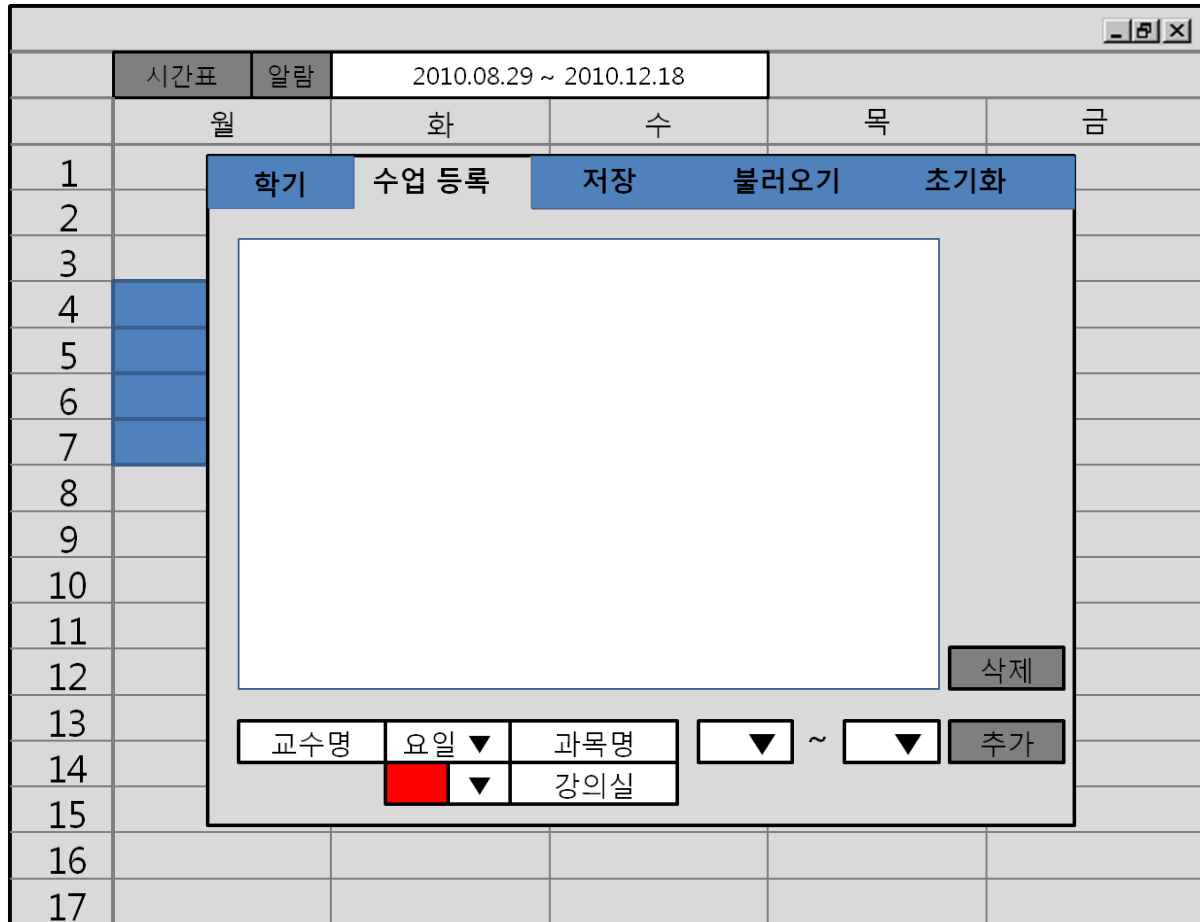 시간표 알람 2010.08.29 ~ 2010.12.18
월 화 수 목 금
1
학기 수업 등록 저장 불러오기 초기화
2
3
4
5
6
7
8
9
10
11
12
삭제
13
교수명 요일 ▼ 과목명 ▼ ~ ▼ 추가
14
▼ 강의실
15
16
17